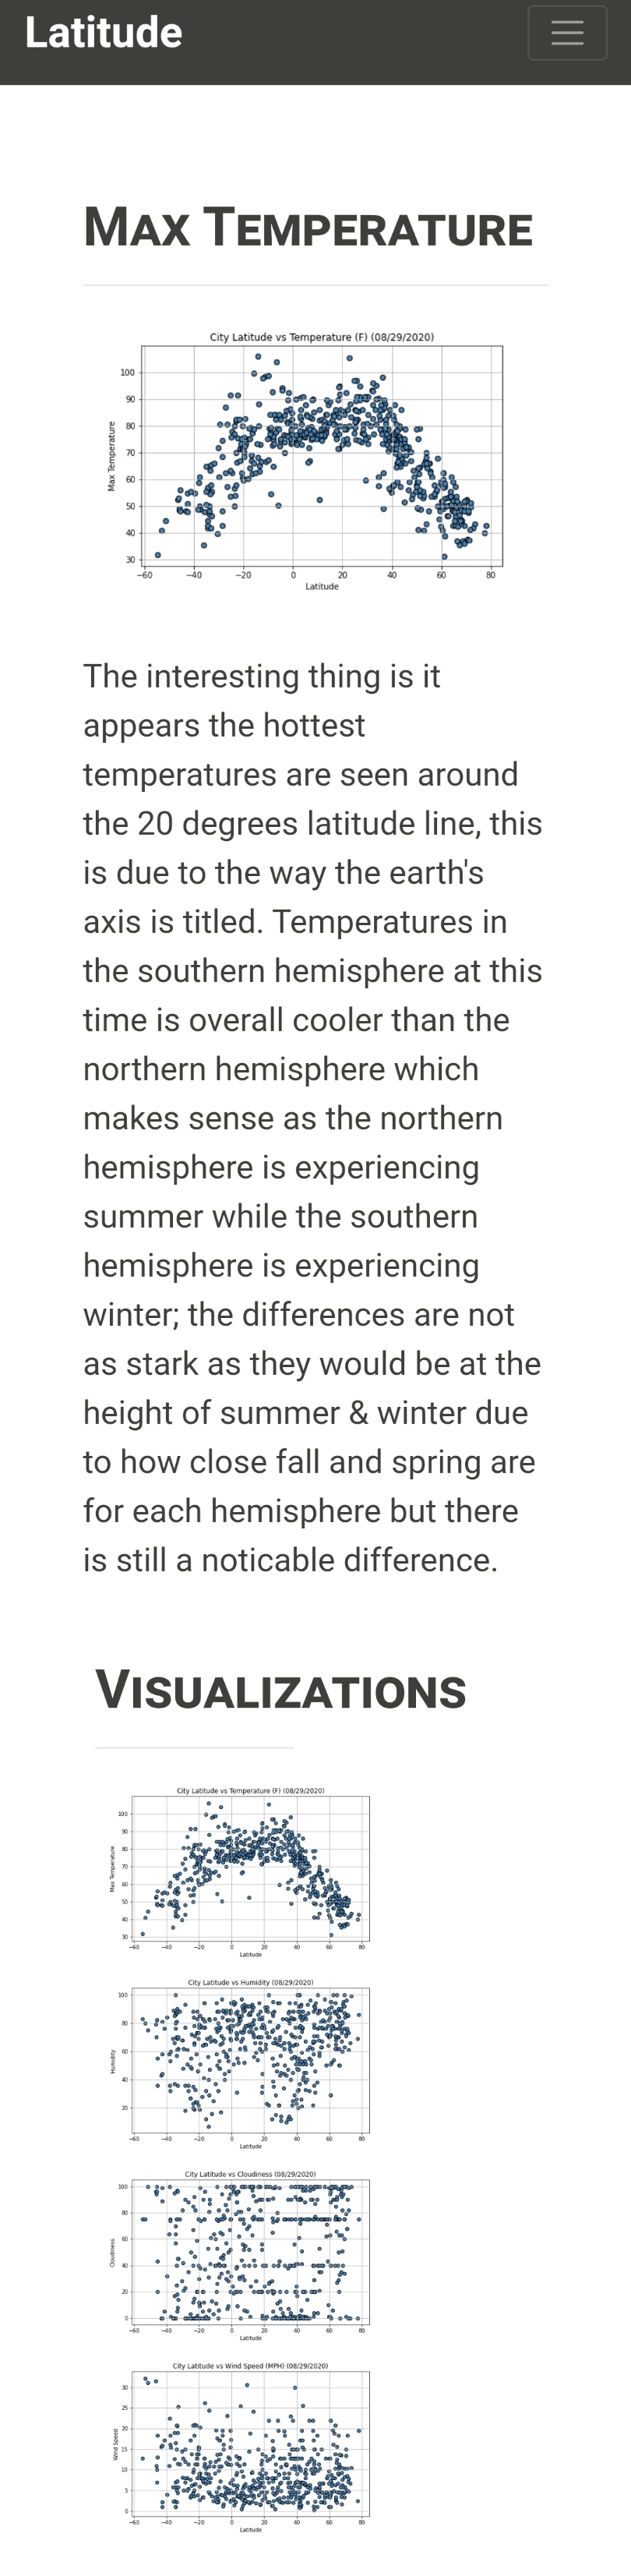 Latitude
Max Temperature
City Latitude vs Temperature (F) (08/29/2020)
Max Temperature
100
90
80
70
60
50
40
30
−60 −40 −20 0 20 40 60 80
Latitude
The interesting thing is it
appears the hottest
temperatures are seen around
the 20 degrees latitude line, this
is due to the way the earth's
axis is titled. Temperatures in
the southern hemisphere at this
time is overall cooler than the
northern hemisphere which
makes sense as the northern
hemisphere is experiencing
summer while the southern
hemisphere is experiencing
winter; the differences are not
as stark as they would be at the
height of summer & winter due
to how close fall and spring are
for each hemisphere but there
is still a noticable difference.
Visualizations
City Latitude vs Temperature (F) (08/29/2020)
Max Temperature
100
90
80
70
60
50
40
30
−60 −40 −20 0 20 40 60 80
Latitude
City Latitude vs Humidity (08/29/2020)
Humidity
100
80
60
40
20
−60 −40 −20 0 20 40 60 80
Latitude
City Latitude vs Cloudiness (08/29/2020)
Cloudiness
100
80
60
40
20
0
−60 −40 −20 0 20 40 60 80
Latitude
City Latitude vs Wind Speed (MPH) (08/29/2020)
Wind Speed
30
25
20
15
10
5
0
−60 −40 −20 0 20 40 60 80
Latitude